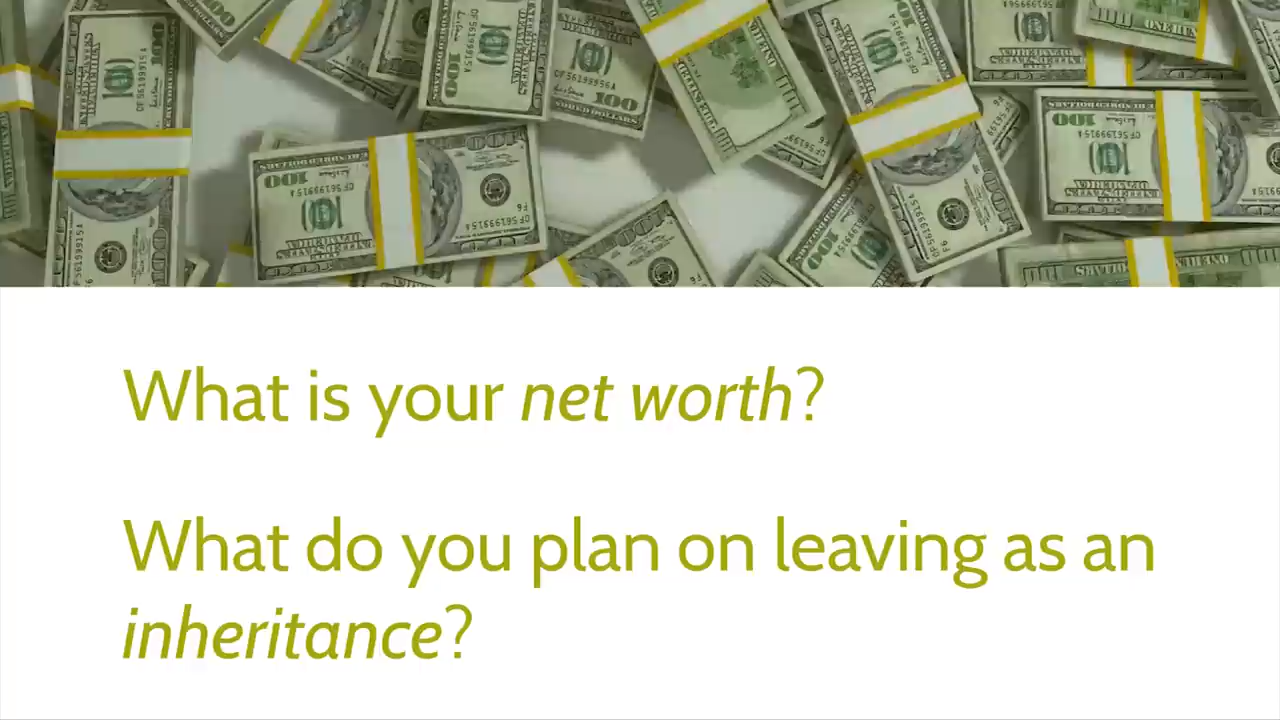 What is your net worth?
What do you plan on leaving as an
inheritance?